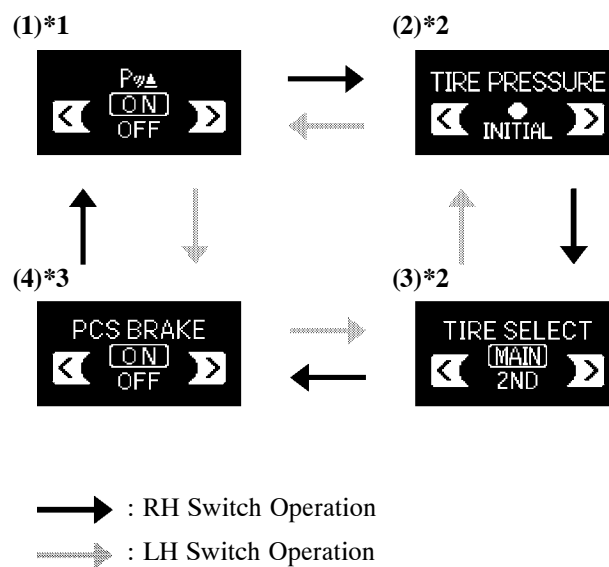 (1)*1
(2)*2
P
ON
OFF
TIRE PRESSURE
INITIAL
(4)*3
(3)*2
PCS BRAKE
ON
OFF
TIRE SELECT
MAIN
2ND
: RH Switch Operation
: LH Switch Operation